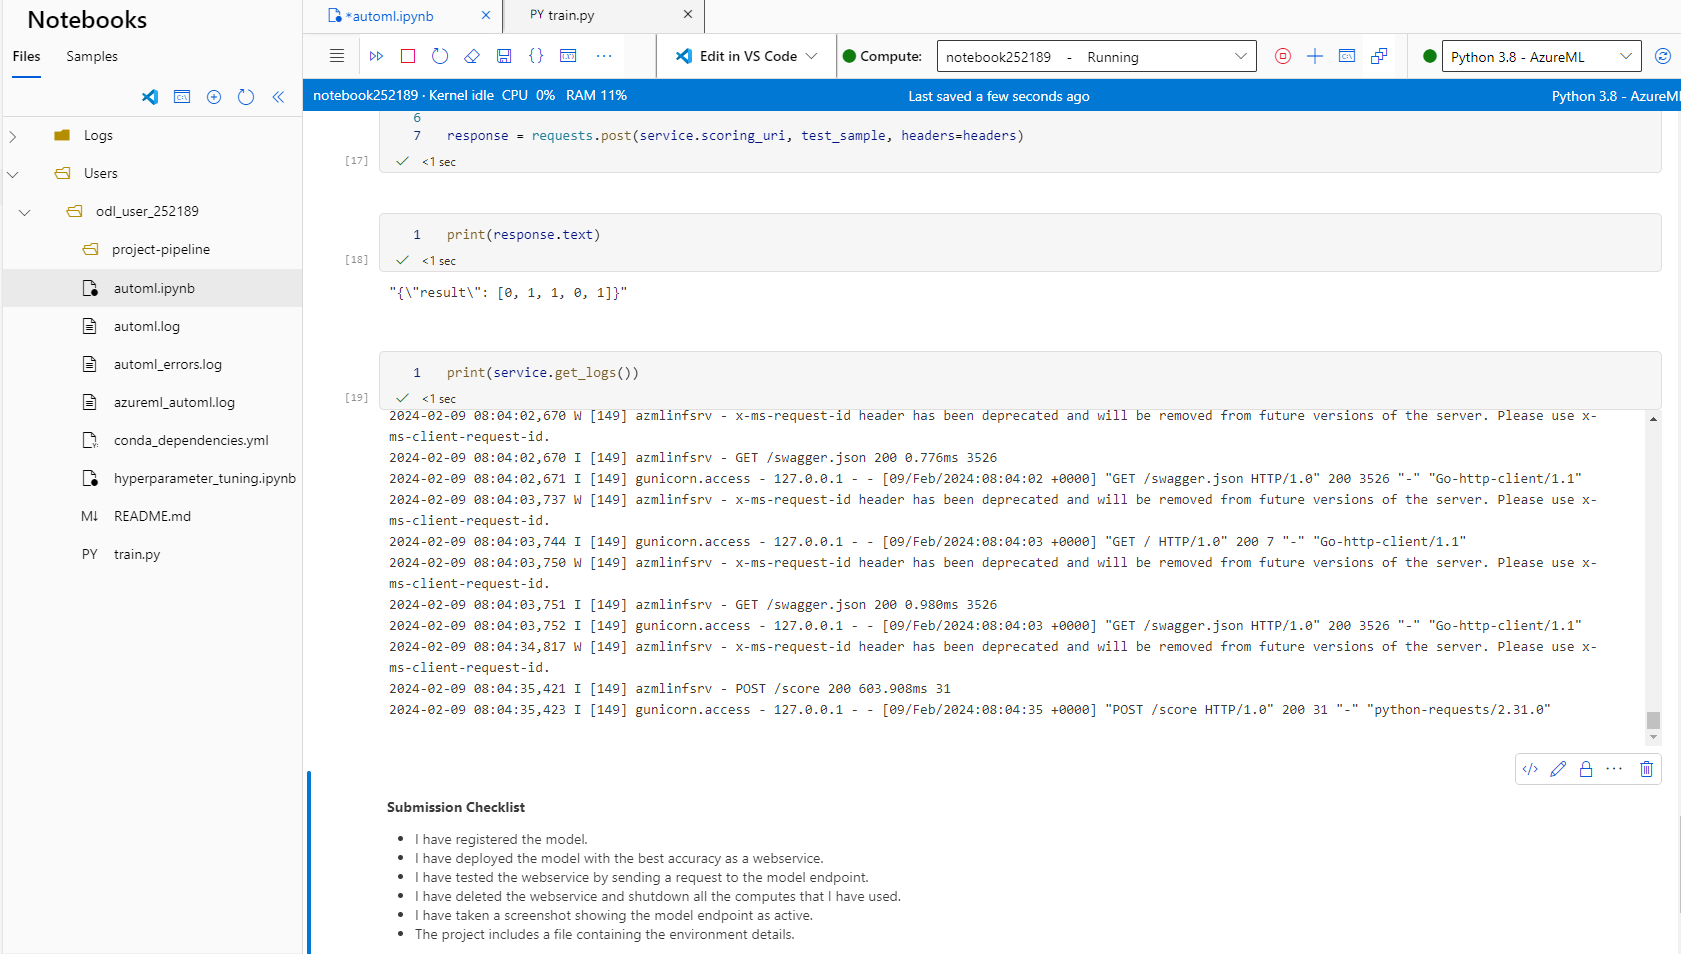 Notebooks
Files Samples
Logs
Users
odl_user_252189
project-pipeline
automl.ipynb
automl.log
automl_errors.log
azureml_automl.log
conda_dependencies.yml
hyperparameter_tuning.ipynb
M↓ README.md
PY train.py
*automl.ipynb × PY train.py ×
Edit in VS Code Compute: notebook252189 - Running Python 3.8 - AzureML
notebook252189 · Kernel idle CPU 0% RAM 11% Last saved a few seconds ago Python 3.8 - AzureML
6
7 response = requests.post(service.scoring_uri, test_sample, headers=headers)
[17] <1 sec
1 print(response.text)
[18] <1 sec
"{\"result\": [0, 1, 1, 0, 1]}"
1 print(service.get_logs())
[19] <1 sec
2024-02-09 08:04:02,670 W [149] azmlinfsrv - x-ms-request-id header has been deprecated and will be removed from future versions of the server. Please use x-
ms-client-request-id.
2024-02-09 08:04:02,670 I [149] azmlinfsrv - GET /swagger.json 200 0.776ms 3526
2024-02-09 08:04:02,671 I [149] gunicorn.access - 127.0.0.1 - - [09/Feb/2024:08:04:02 +0000] "GET /swagger.json HTTP/1.0" 200 3526 "-" "Go-http-client/1.1"
2024-02-09 08:04:03,737 W [149] azmlinfsrv - x-ms-request-id header has been deprecated and will be removed from future versions of the server. Please use x-
ms-client-request-id.
2024-02-09 08:04:03,744 I [149] gunicorn.access - 127.0.0.1 - - [09/Feb/2024:08:04:03 +0000] "GET / HTTP/1.0" 200 7 "-" "Go-http-client/1.1"
2024-02-09 08:04:03,750 W [149] azmlinfsrv - x-ms-request-id header has been deprecated and will be removed from future versions of the server. Please use x-
ms-client-request-id.
2024-02-09 08:04:03,751 I [149] azmlinfsrv - GET /swagger.json 200 0.980ms 3526
2024-02-09 08:04:03,752 I [149] gunicorn.access - 127.0.0.1 - - [09/Feb/2024:08:04:03 +0000] "GET /swagger.json HTTP/1.0" 200 3526 "-" "Go-http-client/1.1"
2024-02-09 08:04:34,817 W [149] azmlinfsrv - x-ms-request-id header has been deprecated and will be removed from future versions of the server. Please use x-
ms-client-request-id.
2024-02-09 08:04:35,421 I [149] azmlinfsrv - POST /score 200 603.908ms 31
2024-02-09 08:04:35,423 I [149] gunicorn.access - 127.0.0.1 - - [09/Feb/2024:08:04:35 +0000] "POST /score HTTP/1.0" 200 31 "-" "python-requests/2.31.0"
Submission Checklist
• I have registered the model.
• I have deployed the model with the best accuracy as a webservice.
• I have tested the webservice by sending a request to the model endpoint.
• I have deleted the webservice and shutdown all the computes that I have used.
• I have taken a screenshot showing the model endpoint as active.
• The project includes a file containing the environment details.